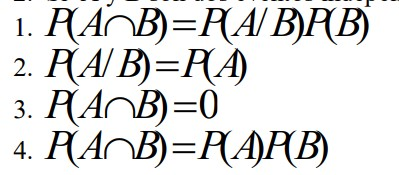 1. P(A∩B)=P(A/B)P(B)
2. P(A/B)=P(A)
3. P(A∩B)=0
4. P(A∩B)=P(A)P(B)